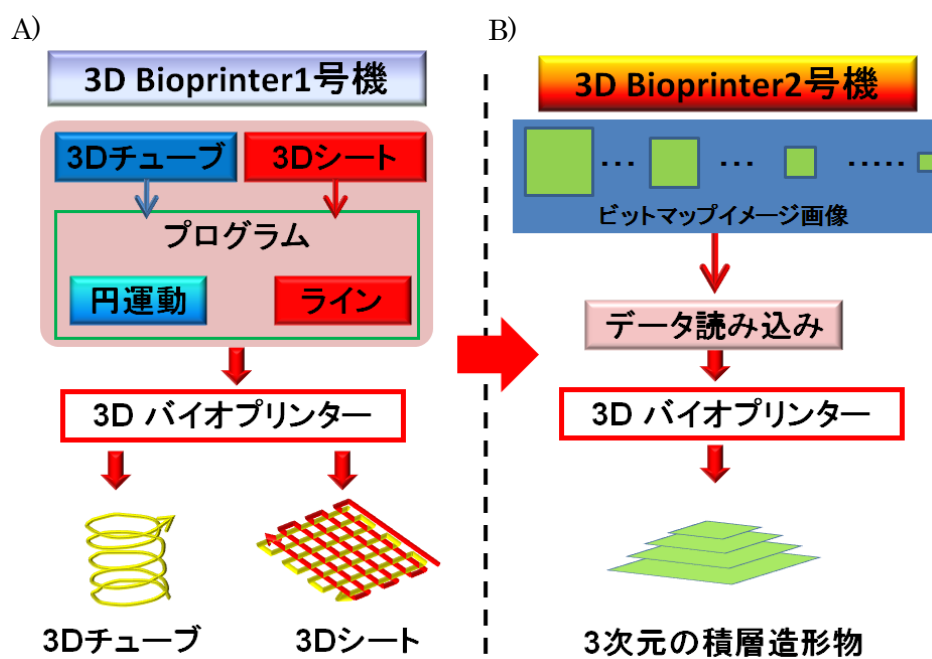 A)
3D Bioprinter1号機
3Dチューブ
3Dシート
プログラム
円運動
ライン
3D バイオプリンター
3Dチューブ
3Dシート
B)
3D Bioprinter2号機
... ... .....
ビットマップイメージ画像
データ読み込み
3D バイオプリンター
3次元の積層造形物